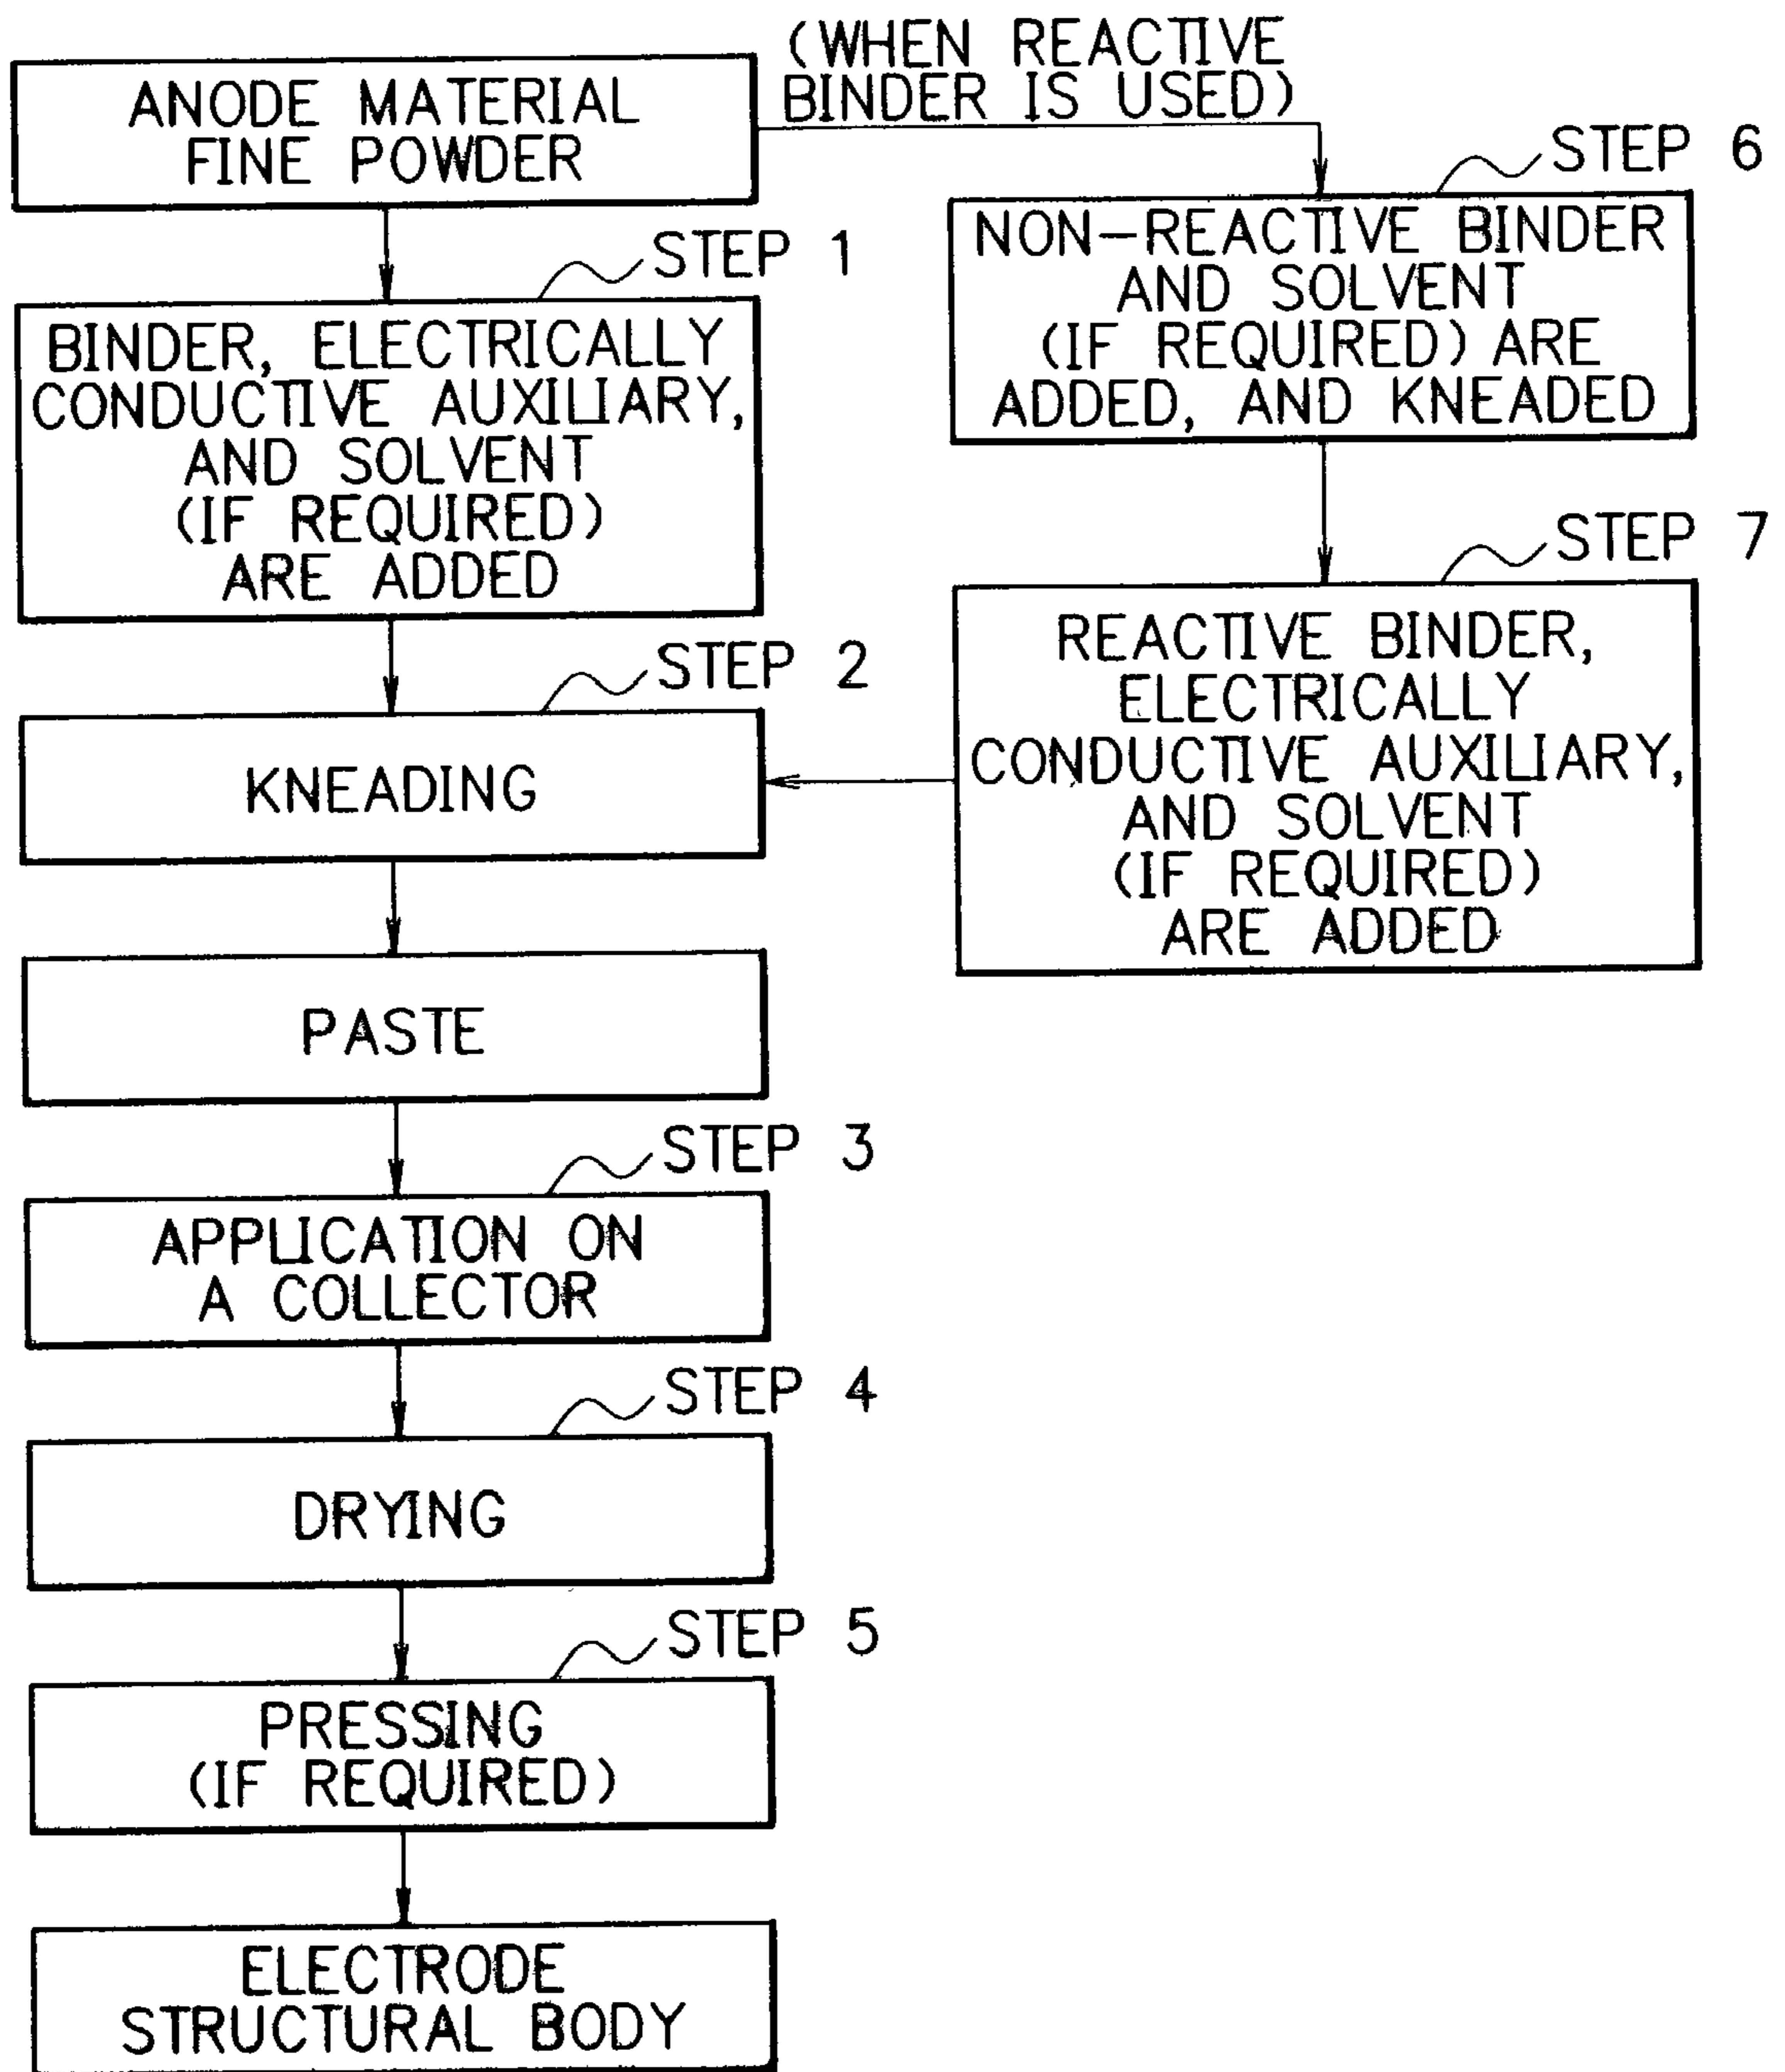 (WHEN REACTIVE
BINDER IS USED)
ANODE MATERIAL
FINE POWDER
STEP 6
NON-REACTIVE BINDER
AND SOLVENT
(IF REQUIRED) ARE
ADDED, AND KNEADED
STEP 1
BINDER, ELECTRICALLY
CONDUCTIVE AUXILIARY,
AND SOLVENT
(IF REQUIRED)
ARE ADDED
STEP 7
REACTIVE BINDER,
ELECTRICALLY
CONDUCTIVE AUXILIARY,
AND SOLVENT
(IF REQUIRED)
ARE ADDED
STEP 2
KNEADING
PASTE
STEP 3
APPLICATION ON
A COLLECTOR
STEP 4
DRYING
STEP 5
PRESSING
(IF REQUIRED)
ELECTRODE
STRUCTURAL BODY